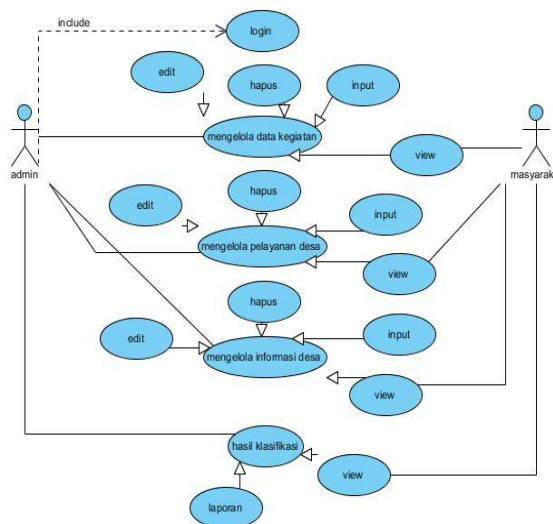 include
login
edit
hapus
input
mengelola data kegiatan
view
admin
masyarak
hapus
edit
input
mengelola pelayanan desa
view
hapus
input
edit
mengelola informasi desa
view
hasil klasifikasi
view
laporan